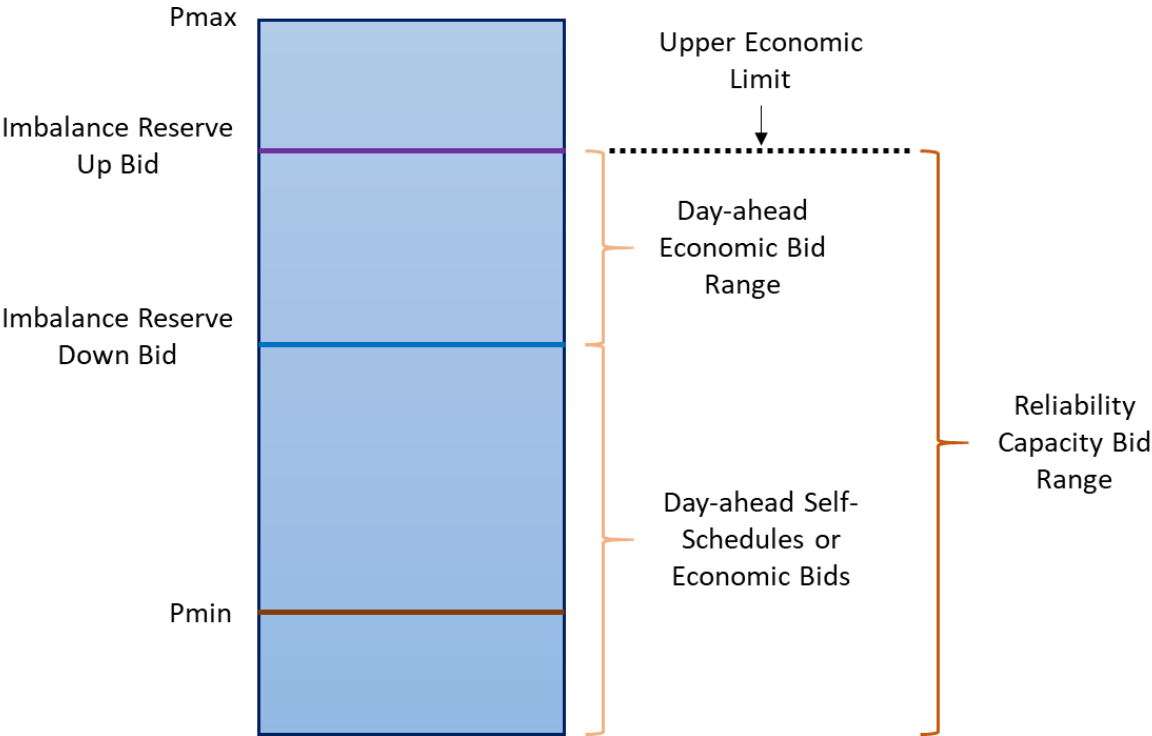 Pmax
Upper Economic
Limit
Imbalance Reserve
Up Bid
Day-ahead
Economic Bid
Range
Imbalance Reserve
Down Bid
Reliability
Capacity Bid
Range
Day-ahead Self-
Schedules or
Economic Bids
Pmin